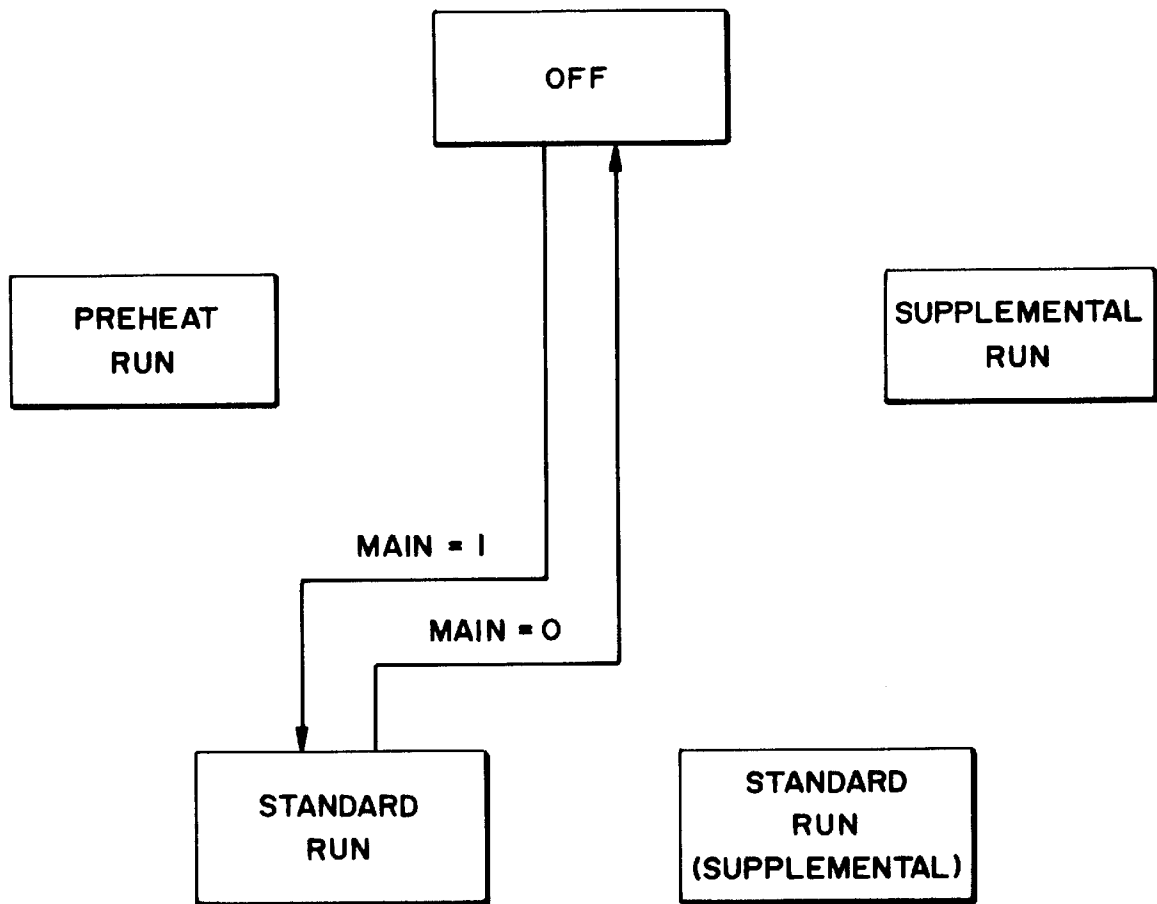 OFF
PREHEAT
RUN
SUPPLEMENTAL
RUN
MAIN = 1
MAIN = 0
STANDARD
RUN
STANDARD
RUN
(SUPPLEMENTAL)